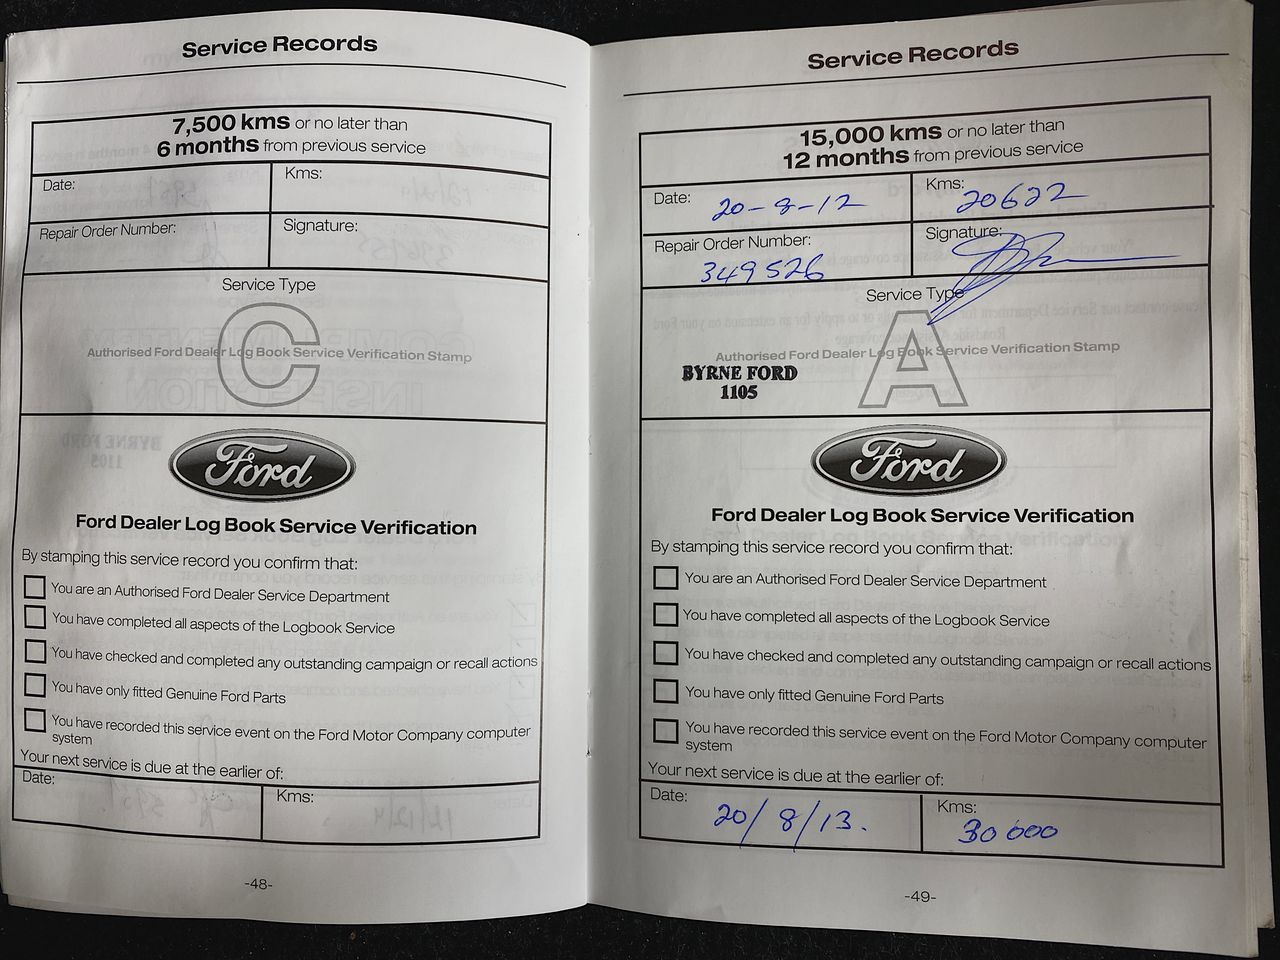 Service Records
7,500 kms or no later than
6 months from previous service
Date:
Kms:
Repair Order Number:
Signature:
Service Type
C
Authorised Ford Dealer Log Book Service Verification Stamp
Ford
Ford Dealer Log Book Service Verification
By stamping this service record you confirm that:
You are an Authorised Ford Dealer Service Department
You have completed all aspects of the Logbook Service
You have checked and completed any outstanding campaign or recall actions
You have only fitted Genuine Ford Parts
You have recorded this service event on the Ford Motor Company computer
system
Your next service is due at the earlier of:
Date:
Kms:
-48-
Service Records
15,000 kms or no later than
12 months from previous service
Date: 20-8-12
Kms: 20622
Repair Order Number:
349526
Signature:
Service Type
A
Authorised Ford Dealer Log Book Service Verification Stamp
BYRNE FORD
1105
Ford
Ford Dealer Log Book Service Verification
By stamping this service record you confirm that:
You are an Authorised Ford Dealer Service Department
You have completed all aspects of the Logbook Service
You have checked and completed any outstanding campaign or recall actions
You have only fitted Genuine Ford Parts
You have recorded this service event on the Ford Motor Company computer
system
Your next service is due at the earlier of:
Date:
20/8/13.
Kms:
30 000
-49-